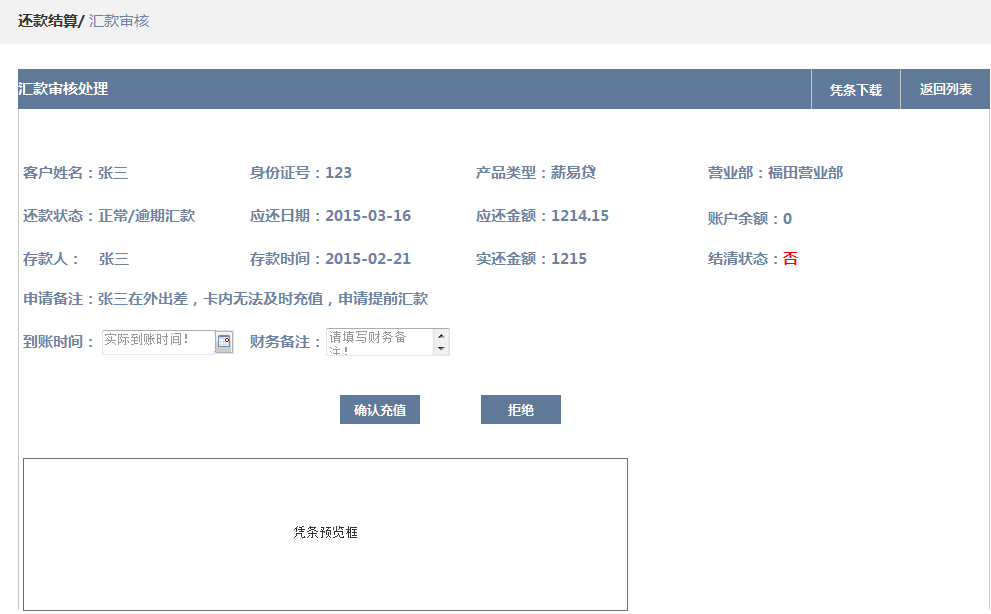 还款结算/ 汇款审核
汇款审核处理 凭条下载 返回列表
客户姓名：张三 身份证号：123 产品类型：薪易贷 营业部：福田营业部
还款状态：正常/逾期汇款 应还日期：2015-03-16 应还金额：1214.15 账户余额：0
存款人： 张三 存款时间：2015-02-21 实还金额：1215 结清状态：否
申请备注：张三在外出差，卡内无法及时充值，申请提前汇款
到账时间： 实际到账时间! 财务备注： 请填写财务备
注!
确认充值 拒绝
凭条预览框